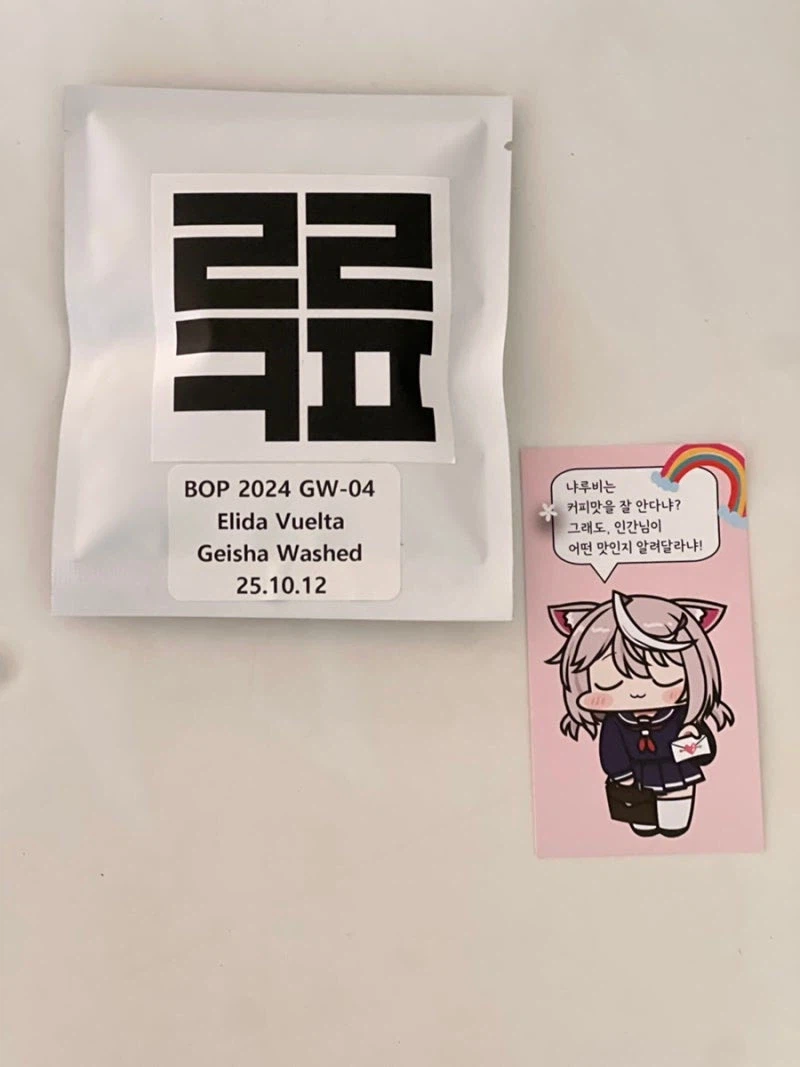 ㄹㄹ
ㅋㅍ
BOP 2024 GW-04
Elida Vuelta
Geisha Washed
25.10.12
냐루비는
커피맛을 잘 안다냐?
그래도, 인간님이
어떤 맛인지 알려달라냐!